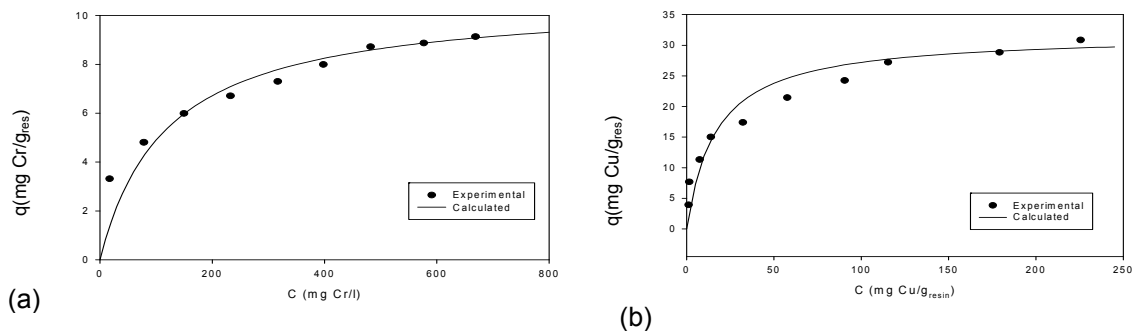 10
8
6
4
2
0
q(mg Cr/gres)
Experimental
Calculated
0 200 400 600 800
C (mg Cr/l)
(a)
35
30
25
20
15
10
5
0
q(mg Cu/gres)
Experimental
Calculated
0 50 100 150 200 250
C (mg Cu/gresin)
(b)